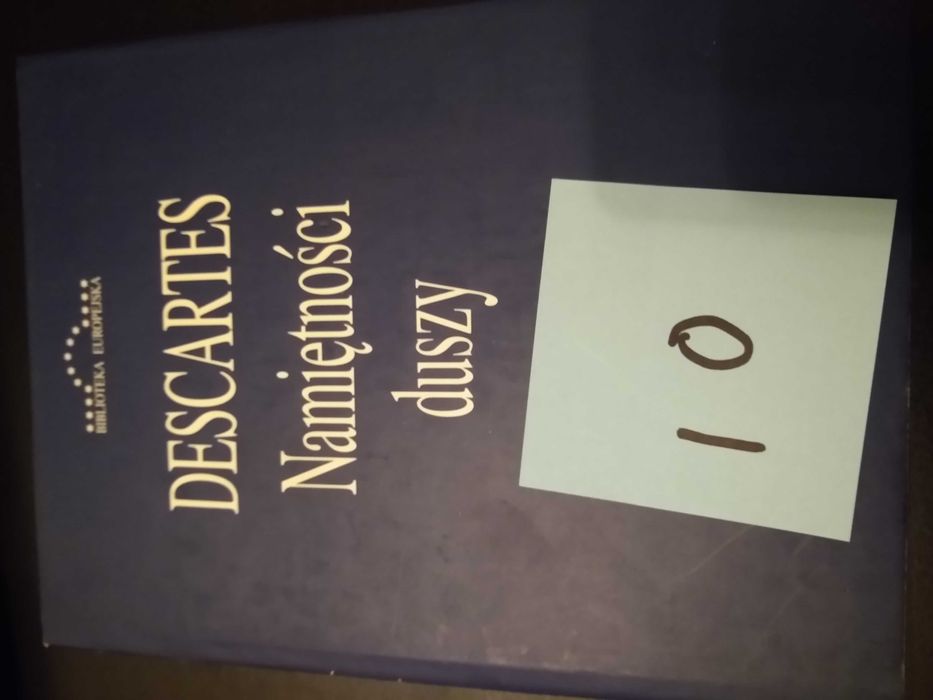 BIBLIOTEKA EUROPEJSKA
DESCARTES
Namiętności
duszy
10